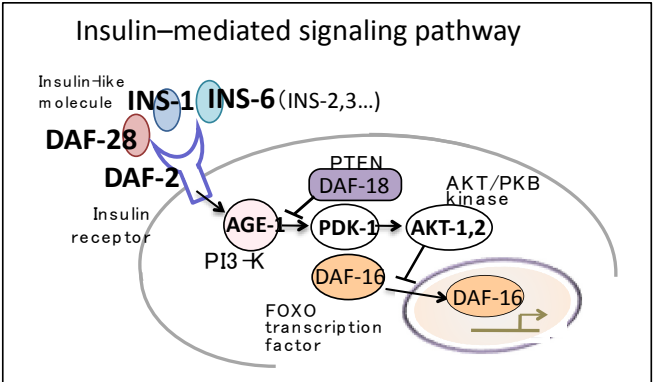 Insulin–mediated signaling pathway
Insulin-like
molecule
INS-1
INS-6 (INS-2,3...)
DAF-28
DAF-2
Insulin
receptor
PTEN
DAF-18
AKT/PKB
kinase
AGE-1
PDK-1
AKT-1,2
PI3-K
DAF-16
DAF-16
FOXO
transcription
factor